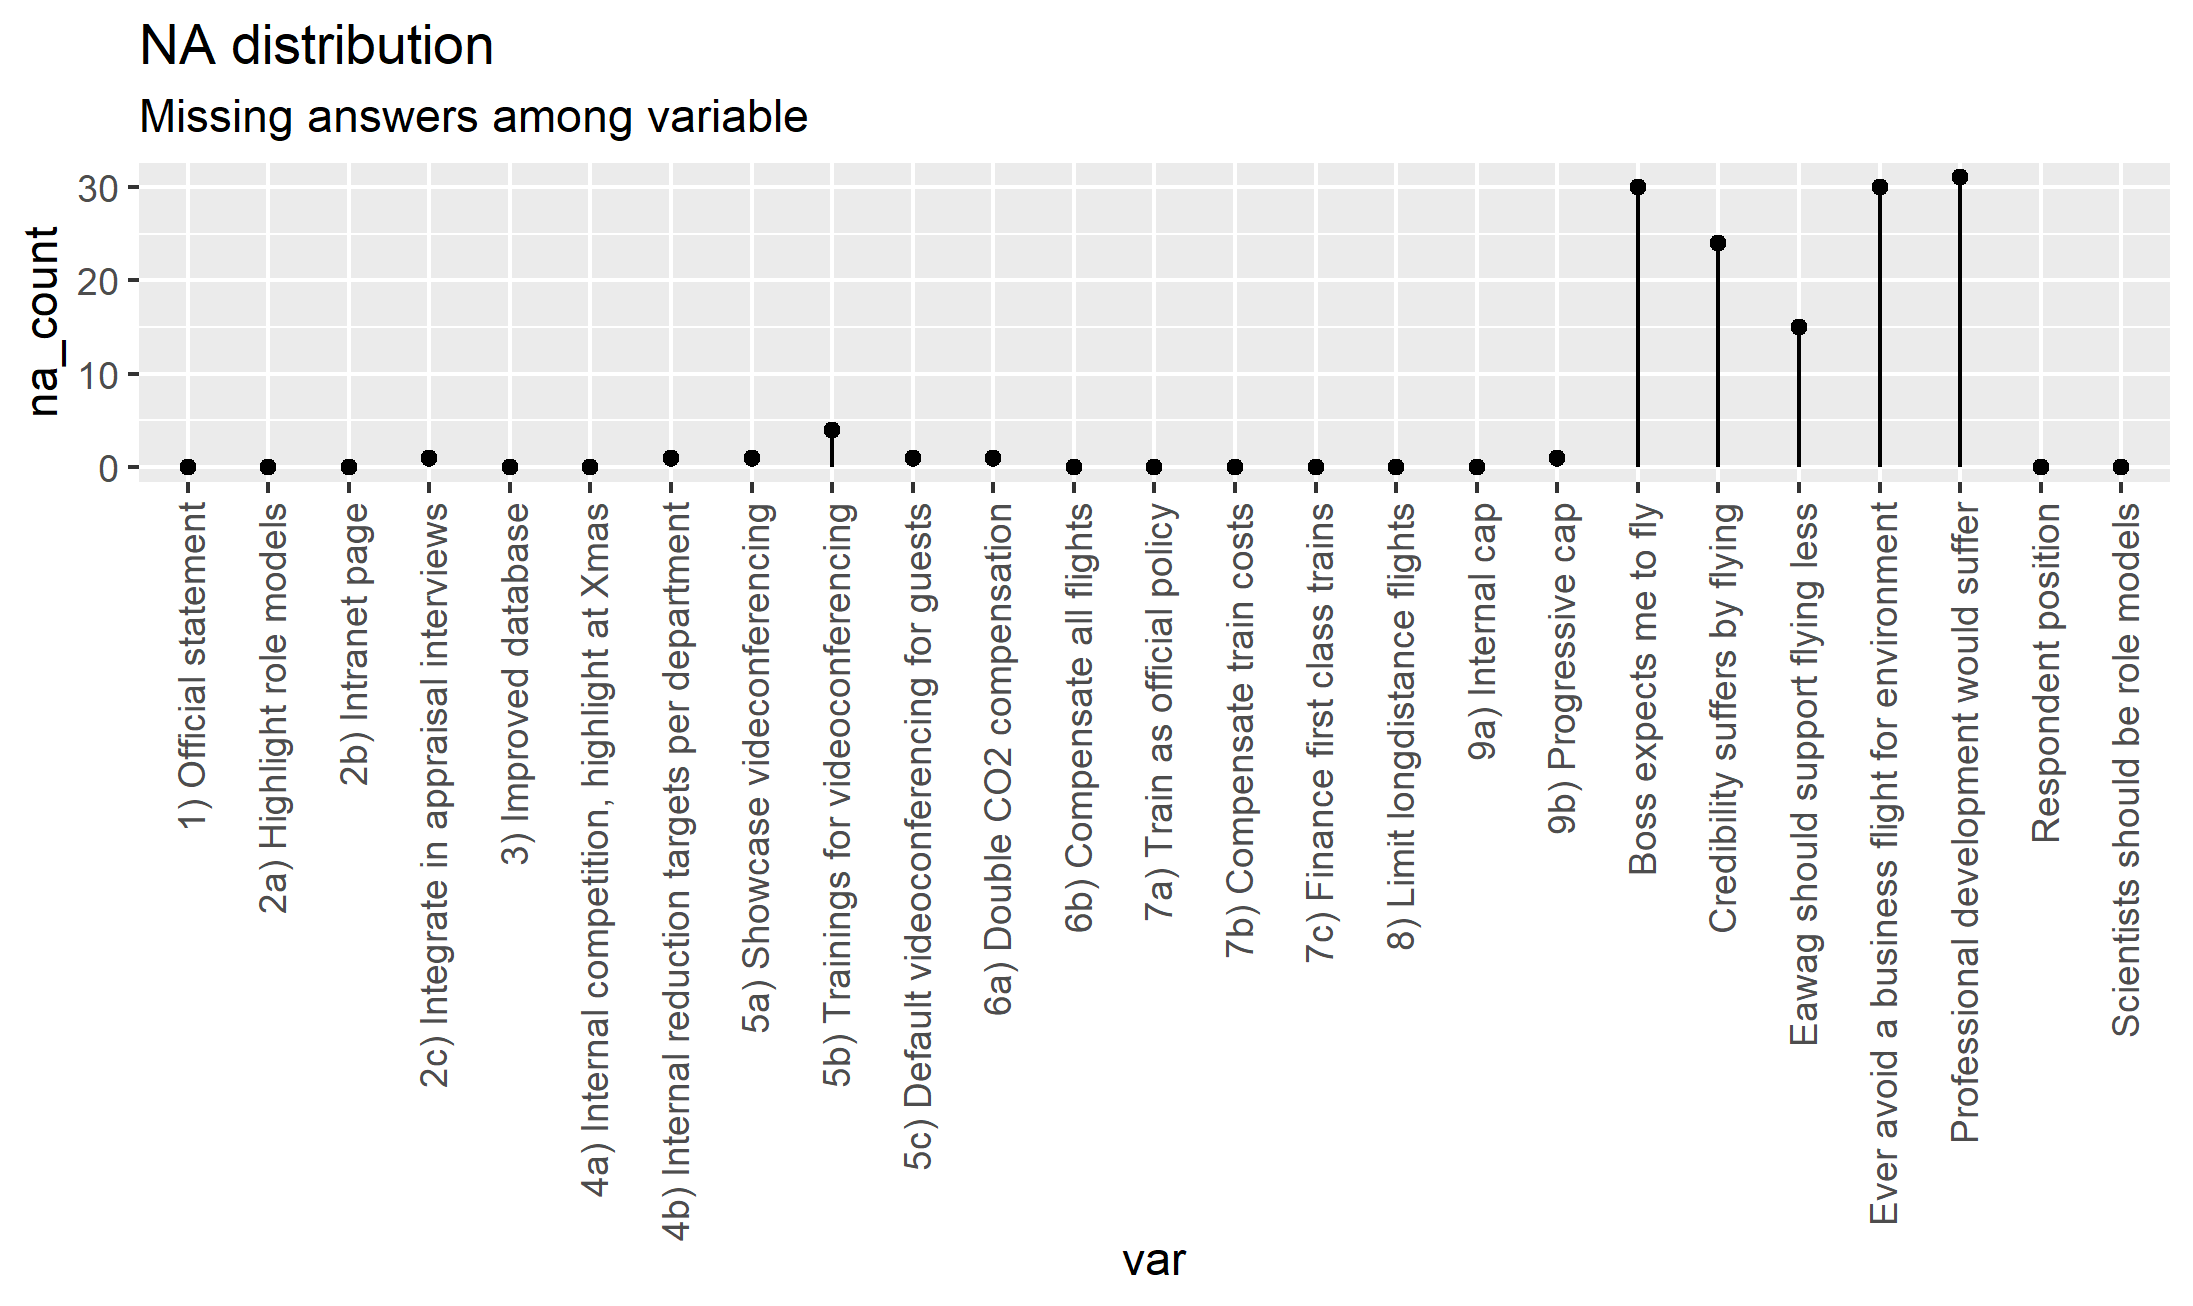 NA distribution
Missing answers among variable
na_count
30
20
10
0
1) Official statement
2a) Highlight role models
2b) Intranet page
2c) Integrate in appraisal interviews
3) Improved database
4a) Internal competition, highlight at Xmas
4b) Internal reduction targets per department
5a) Showcase videconferencing
5b) Trainings for videoconferencing
5c) Default videoconferencing for guests
6a) Double CO2 compensation
6b) Compensate all flights
7a) Train as official policy
7b) Compensate train costs
7c) Finance first class trains
8) Limit longdistance flights
9a) Internal cap
9b) Progressive cap
Boss expects me to fly
Credibility suffers by flying
Eawag should support flying less
Ever avoid a business flight for environment
Professional development would suffer
Respondent position
Scientists should be role models
var